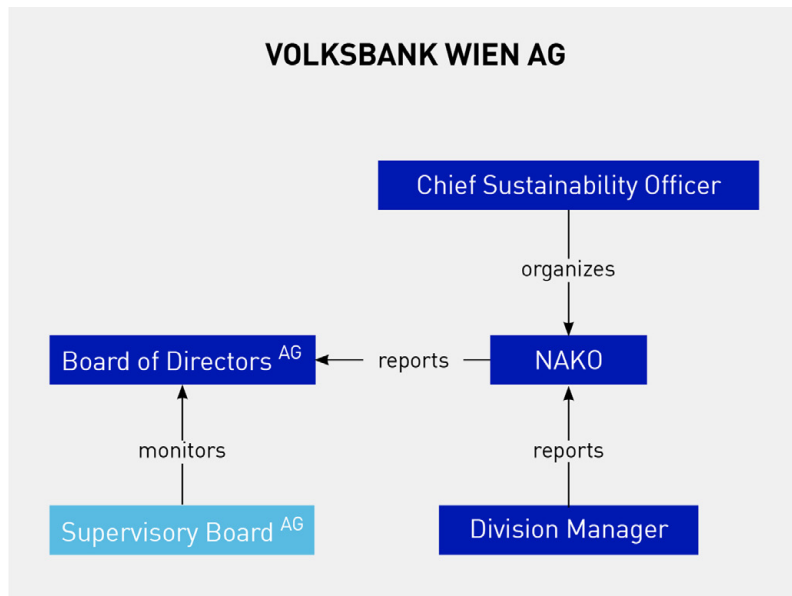 VOLKSBANK WIEN AG
Chief Sustainability Officer
organizes
Board of Directors AG
reports
NAKO
monitors
reports
Supervisory Board AG
Division Manager